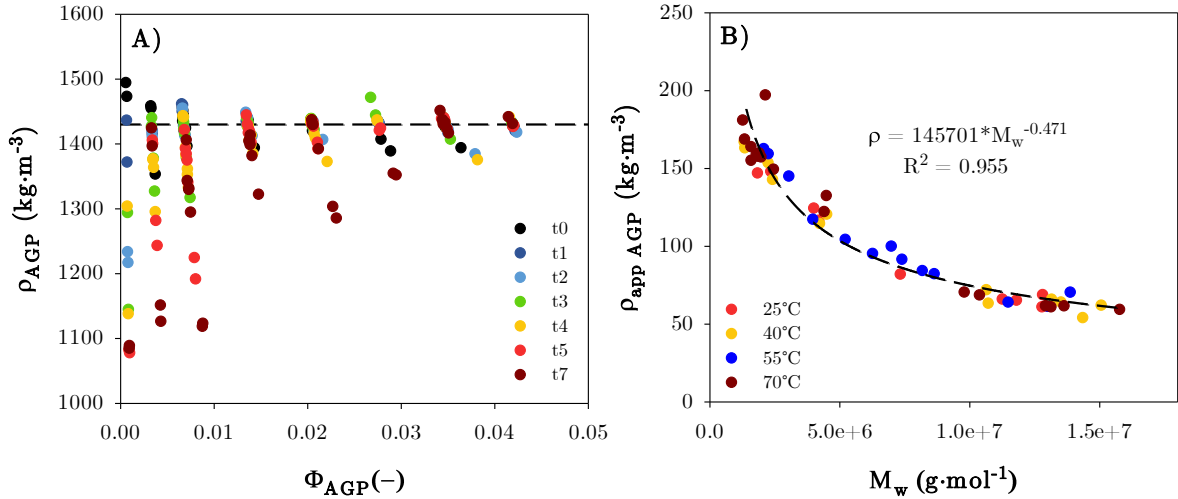 A)
1600
1500
1400
1300
1200
1100
1000
ρAGP (kg·m-3)
0.00 0.01 0.02 0.03 0.04 0.05
ΦAGP(−)
t0
t1
t2
t3
t4
t5
t7
B)
250
200
150
100
50
0
ρapp AGP (kg·m-3)
ρ = 145701*Mw-0.471
R2 = 0.955
25°C
40°C
55°C
70°C
0.0 5.0e+6 1.0e+7 1.5e+7
Mw (g·mol-1)